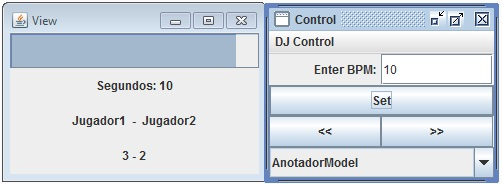 View
Segundos: 10
Jugador1 - Jugador2
3 - 2
Control
DJ Control
Enter BPM: 10
Set
<< >>
AnotadorModel